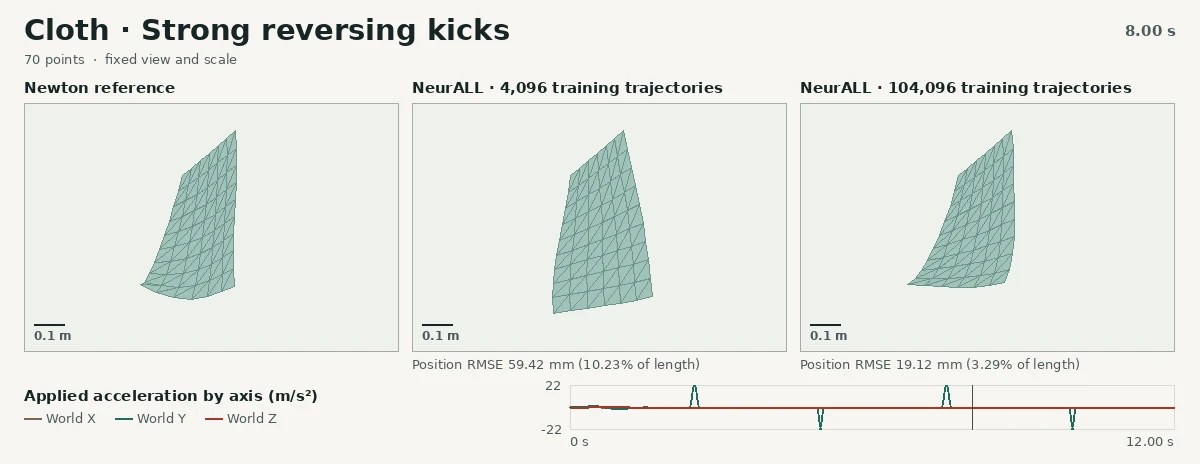 Cloth · Strong reversing kicks
8.00 s
70 points · fixed view and scale
Newton reference
NeurALL · 4,096 training trajectories
NeurALL · 104,096 training trajectories
0.1 m
0.1 m
0.1 m
Position RMSE 59.42 mm (10.23% of length)
Position RMSE 19.12 mm (3.29% of length)
Applied acceleration by axis (m/s²)
World X
World Y
World Z
22
-22
0 s
12.00 s